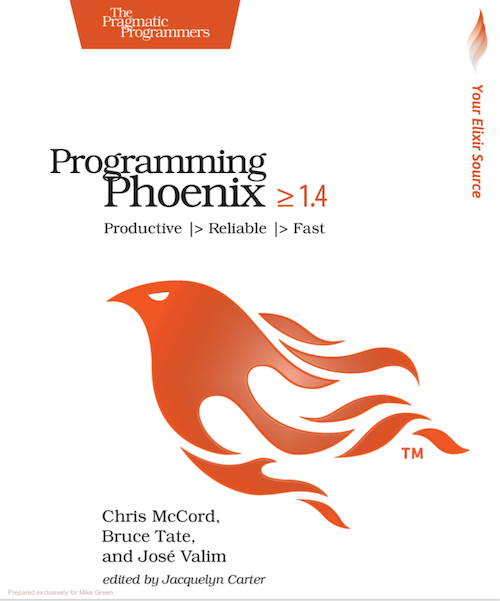 The
Pragmatic
Programmers
Your Elixir Source
Programming
Phoenix ≥ 1.4
Productive |> Reliable |> Fast
TM
Chris McCord,
Bruce Tate,
and José Valim
edited by Jacquelyn Carter
Prepared exclusively for Mike Green